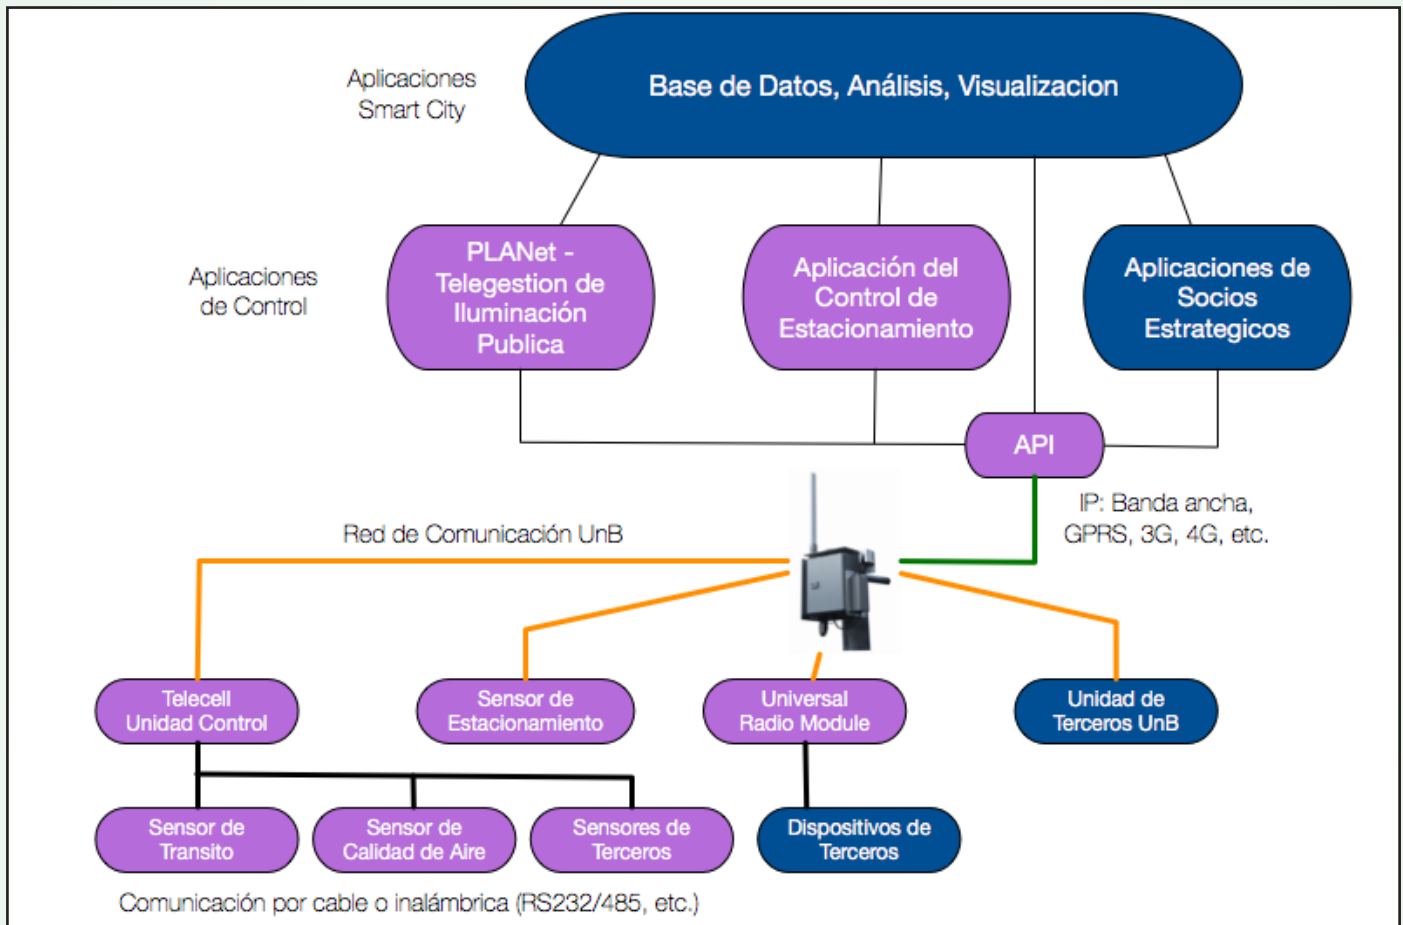 Aplicaciones
Smart City
Base de Datos, Análisis, Visualizacion
Aplicaciones
de Control
PLANet -
Telegestion de
Iluminación
Publica
Aplicación del
Control de
Estacionamiento
Aplicaciones de
Socios
Estrategicos
API
IP: Banda ancha,
GPRS, 3G, 4G, etc.
Red de Comunicación UnB
Telecell
Unidad Control
Sensor de
Estacionamiento
Universal
Radio Module
Unidad de
Terceros UnB
Sensor de
Transito
Sensor de
Calidad de Aire
Sensores de
Terceros
Dispositivos de
Terceros
Comunicación por cable o inalámbrica (RS232/485, etc.)